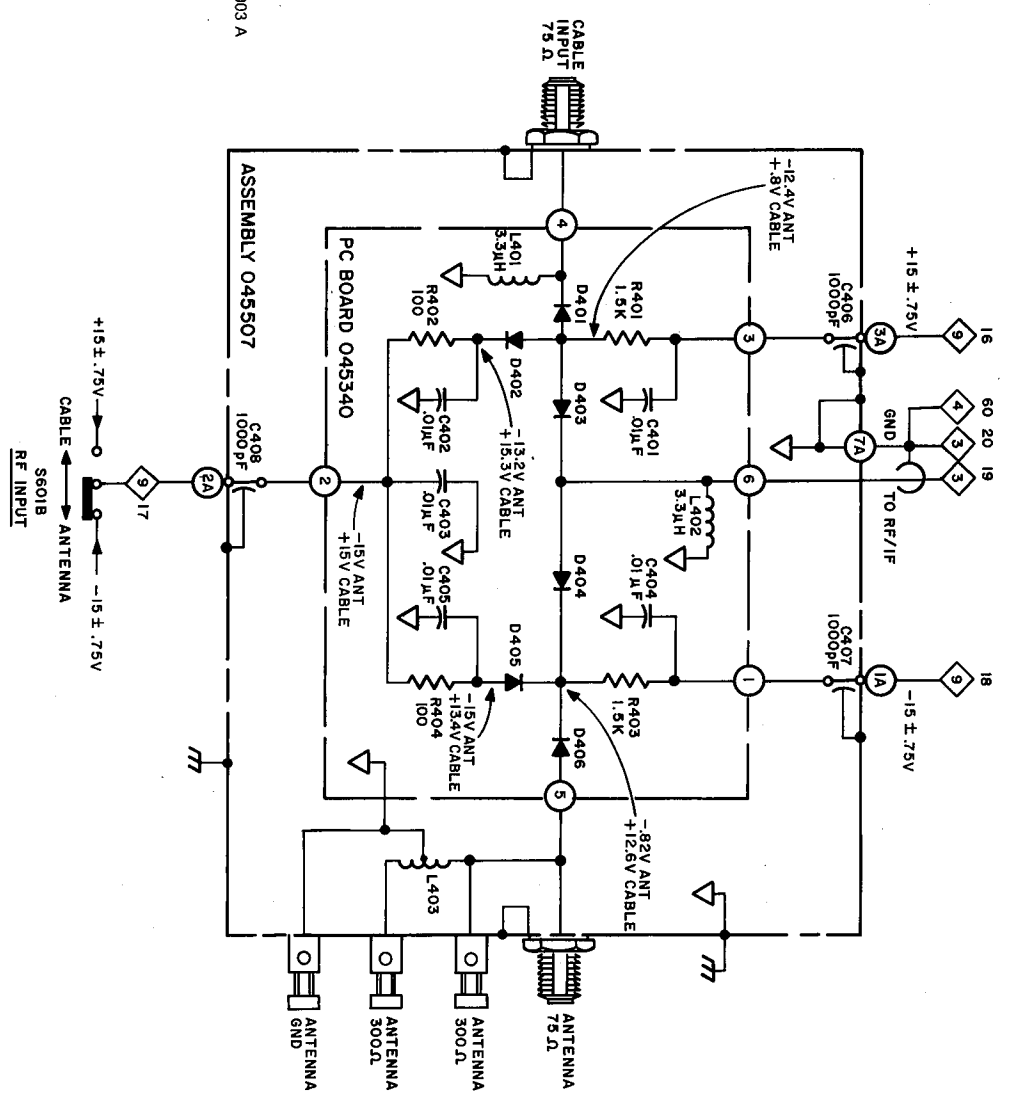 003 A
CABLE
INPUT
75 Ω
ASSEMBLY 045507
PC BOARD 045340
-12.4V ANT
+.8V CABLE
+15 ± .75V
C406
1000pF
3A
9
16
4
60
3
20
3
19
GND
7A
TO RF/IF
C407
1000pF
1A
9
18
-15 ± .75V
4
L401
3.3µH
D401
R401
1.5K
3
C401
.01µF
R402
100
D402
D403
C402
.01µF
-13.2V ANT
+15.3V CABLE
6
L402
3.3µH
C403
.01µF
2
-15V ANT
+15V CABLE
D404
C404
.01µF
C405
.01µF
D405
R403
1.5K
1
R404
100
-15V ANT
+13.4V CABLE
D406
5
-.82V ANT
+12.6V CABLE
C408
1000pF
2A
9
17
+15 ± .75V
-15 ± .75V
CABLE
ANTENNA
S601B
RF INPUT
L403
ANTENNA
GND
ANTENNA
300Ω
ANTENNA
300Ω
ANTENNA
75Ω